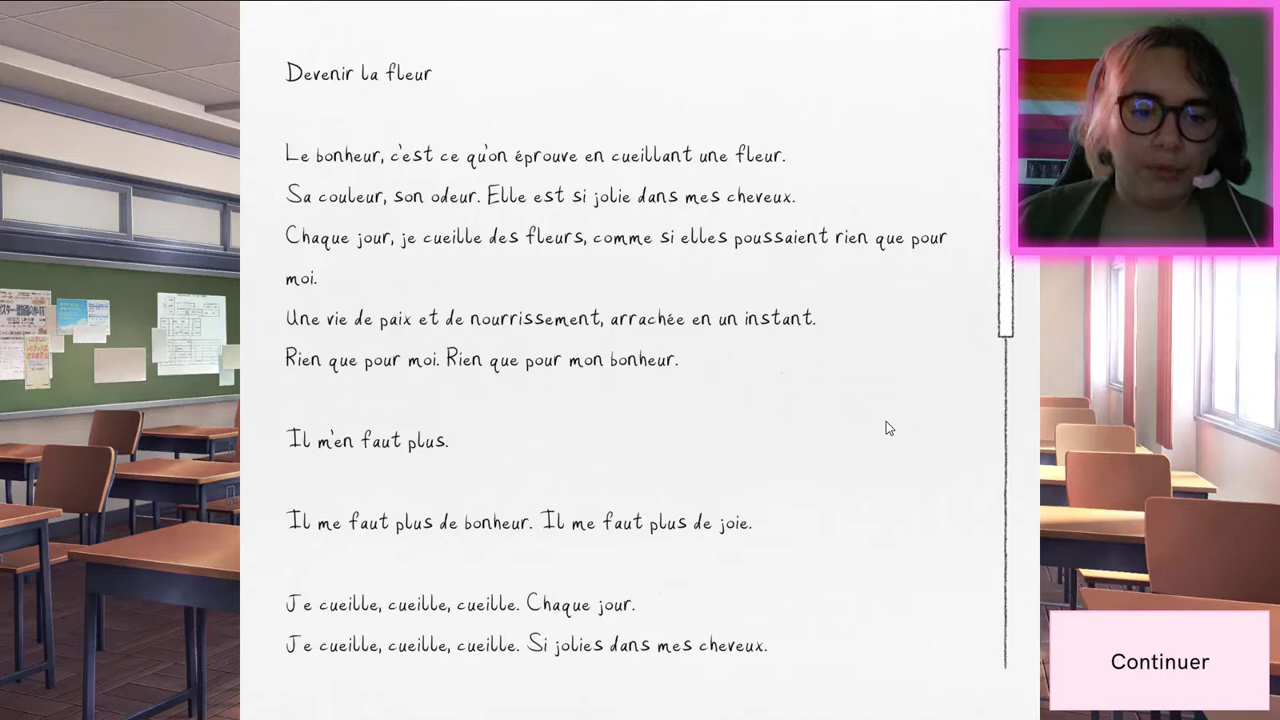 Devenir la fleur
Le bonheur, c'est ce qu'on éprouve en cueillant une fleur.
Sa couleur, son odeur. Elle est si jolie dans mes cheveux.
Chaque jour, je cueille des fleurs, comme si elles poussaient rien que pour
moi.
Une vie de paix et de nourrissement, arrachée en un instant.
Rien que pour moi. Rien que pour mon bonheur.
Il m'en faut plus.
Il me faut plus de bonheur. Il me faut plus de joie.
Je cueille, cueille, cueille. Chaque jour.
Je cueille, cueille, cueille. Si jolies dans mes cheveux.
Continuer